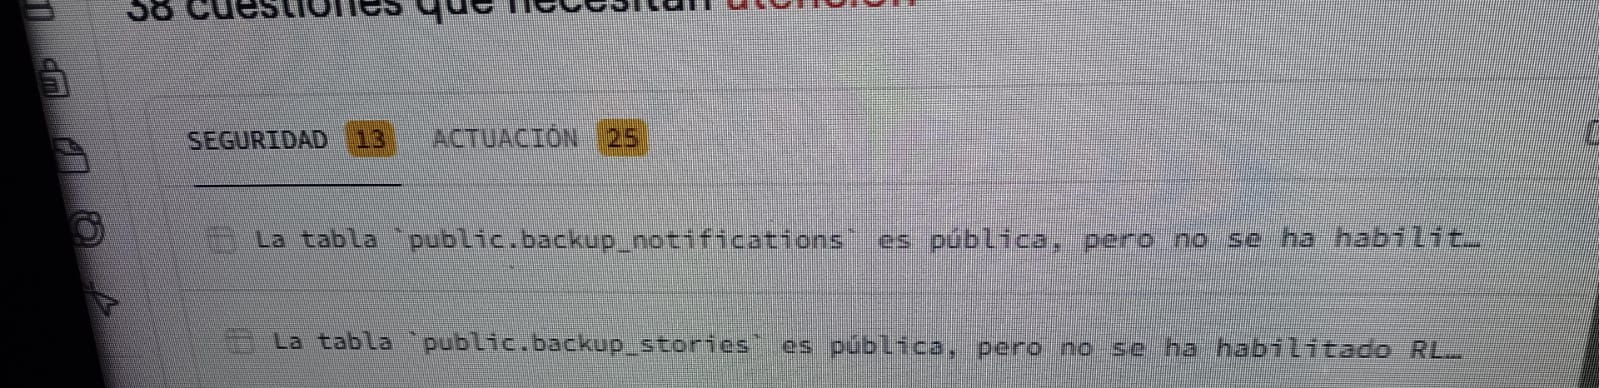 38 cuestiones que necesitan atención
SEGURIDAD 13 ACTUACIÓN 25
La tabla `public.backup_notifications` es pública, pero no se ha habilit…
La tabla `public.backup_stories` es pública, pero no se ha habilitado RL…